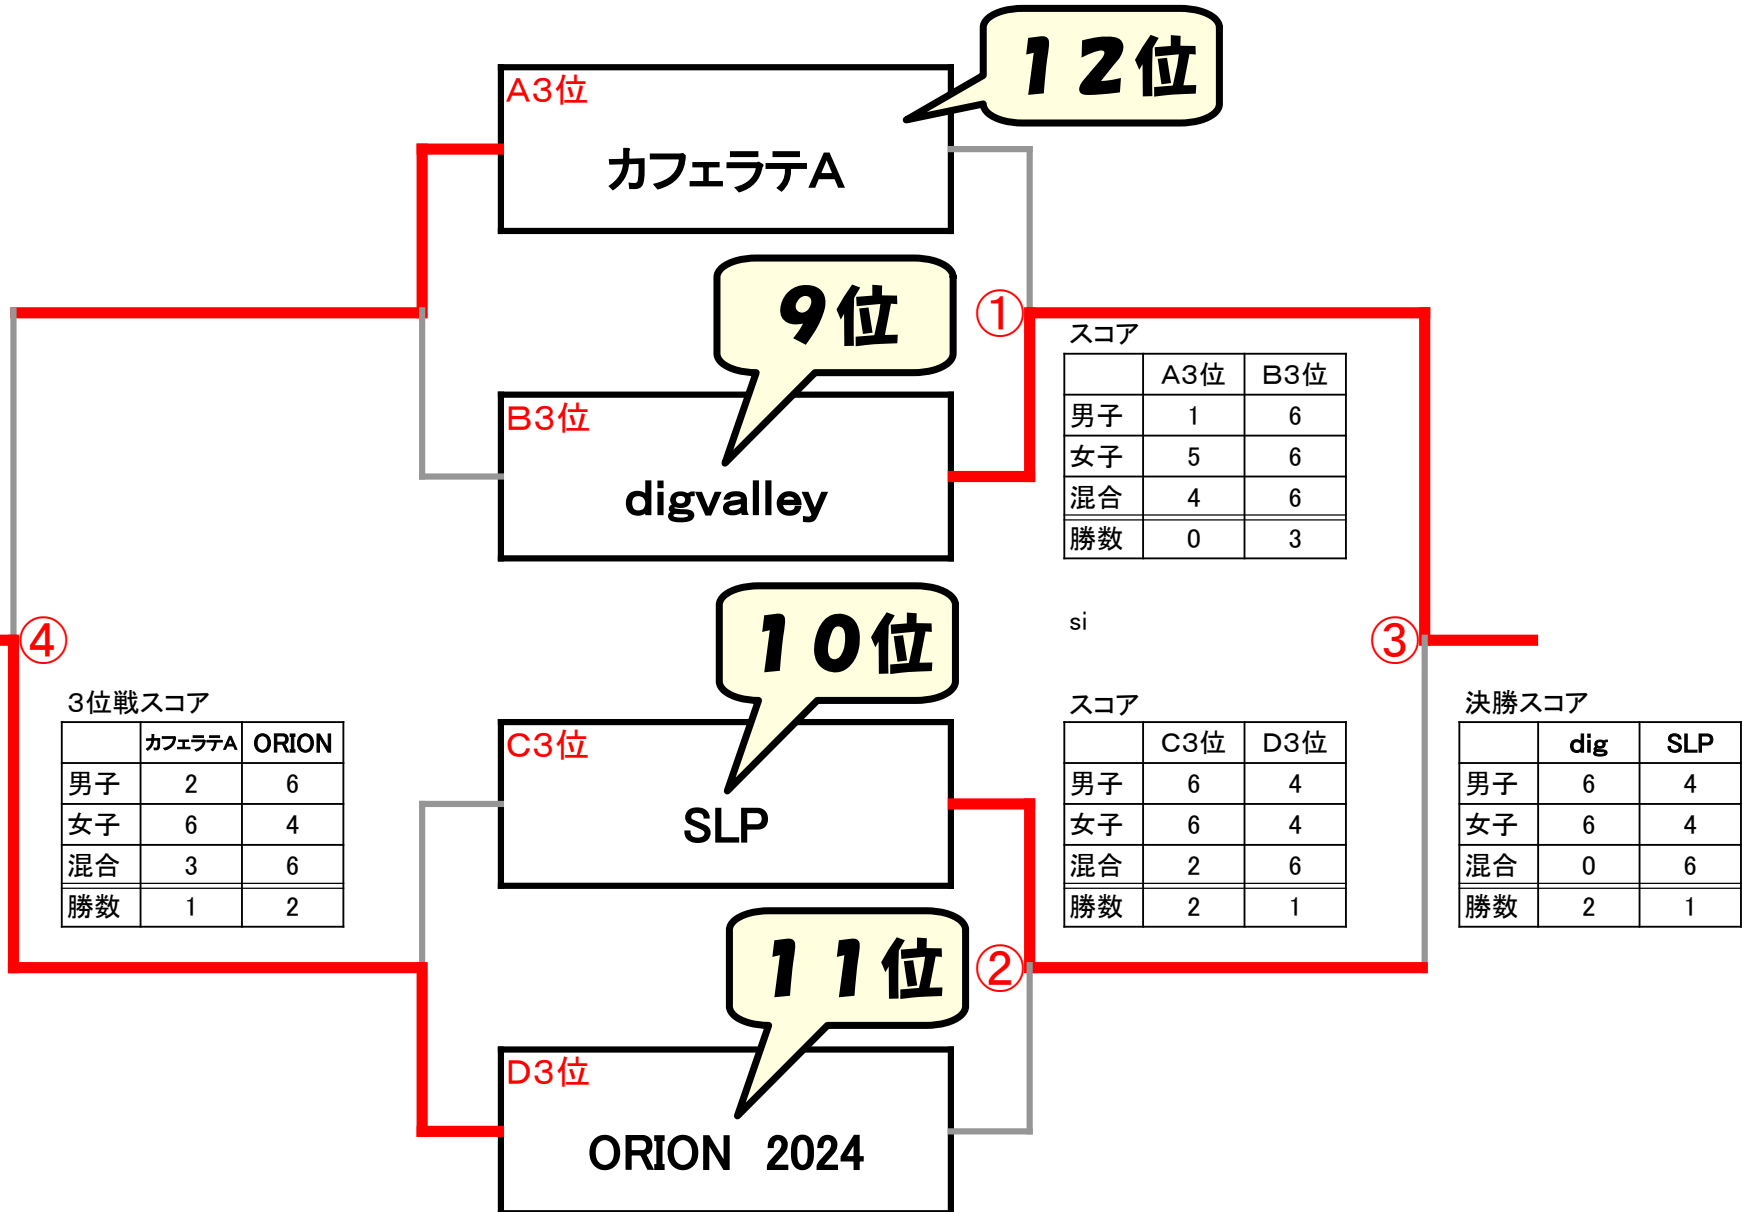 12位
A3位
カフェラテA
9位
①
スコア
A3位 B3位
男子 1 6
女子 5 6
混合 4 6
勝数 0 3
B3位
digvalley
10位
si
④
③
3位戦スコア
カフェラテA ORION
男子 2 6
女子 6 4
混合 3 6
勝数 1 2
C3位
SLP
スコア
C3位 D3位
男子 6 4
女子 6 4
混合 2 6
勝数 2 1
決勝スコア
dig SLP
男子 6 4
女子 6 4
混合 0 6
勝数 2 1
11位
②
D3位
ORION 2024